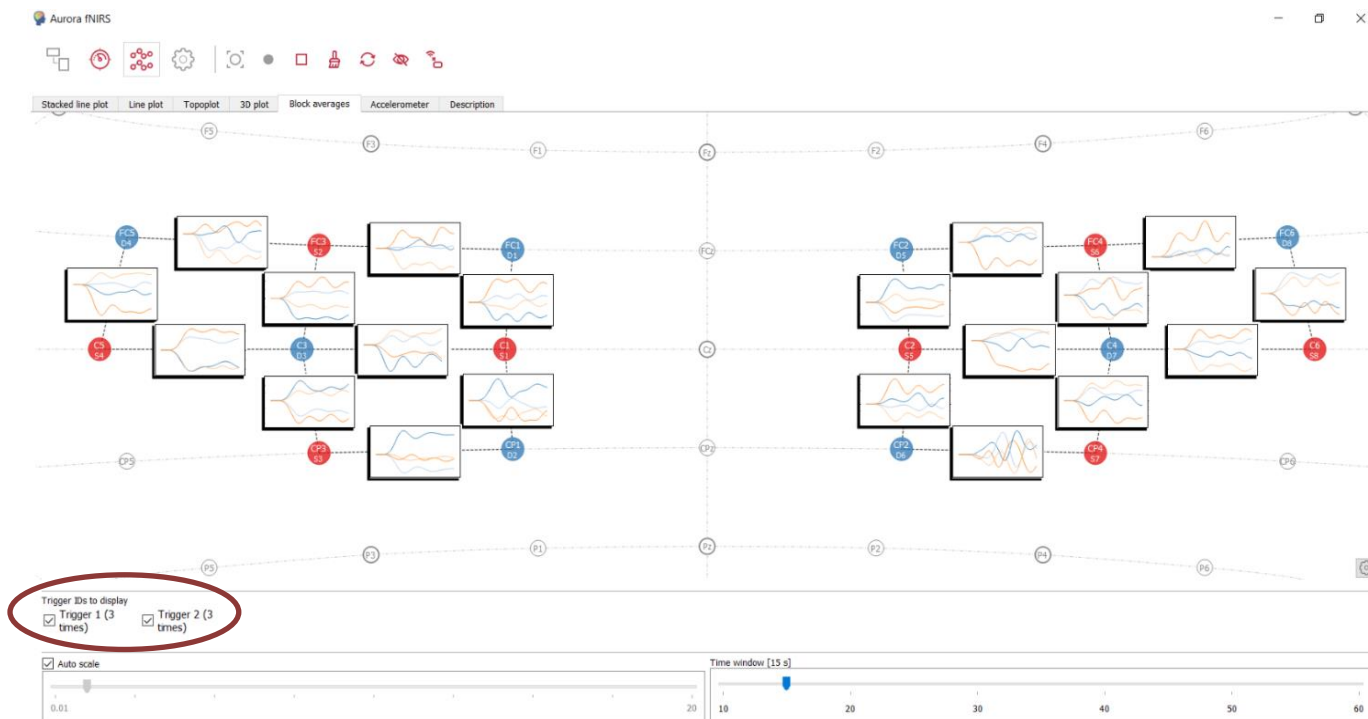 Aurora fNIRS
Stacked line plot Line plot Topoplot 3D plot Block averages Accelerometer Description
F5 F3 F1 Fz F2 F4 F6
FC5
D4
FC3
S2
FC1
D1
FCz
FC2
D5
FC4
S6
FC6
D8
C5
S4
C3
D3
C1
S1
Cz
C2
S5
C4
D7
C6
S8
CP5
CP3
S3
CP1
D2
CPz
CP2
D6
CP4
S7
CP6
P5 P3 P1 Pz P2 P4 P6
Trigger IDs to display
Trigger 1 (3
times)
Trigger 2 (3
times)
Auto scale
0.01 20
Time window [15 s]
10 20 30 40 50 60